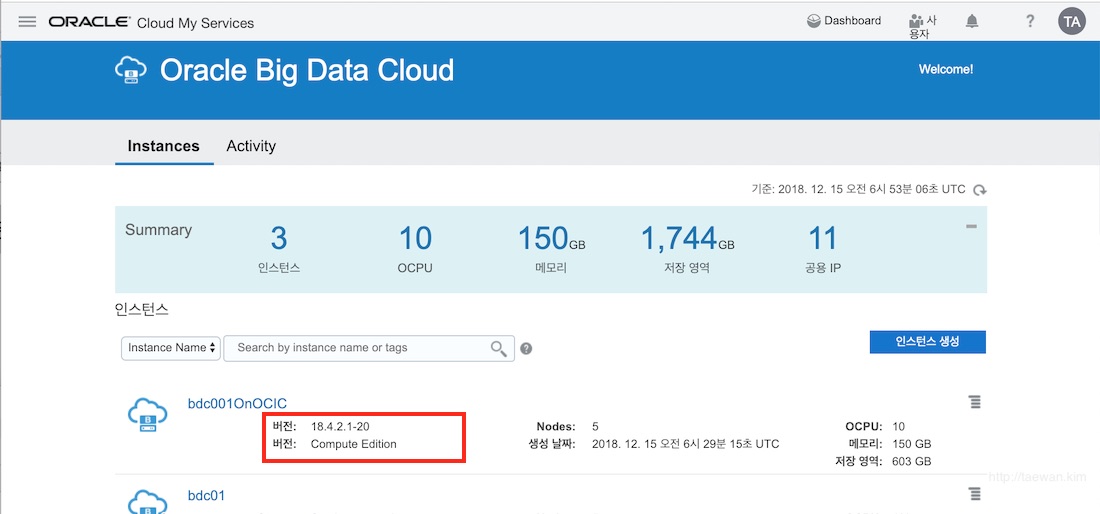 ORACLE® Cloud My Services
Dashboard
사용자
?
TA
Oracle Big Data Cloud
Welcome!
Instances
Activity
기준: 2018. 12. 15 오전 6시 53분 06초 UTC
Summary
3
인스턴스
10
OCPU
150GB
메모리
1,744GB
저장 영역
11
공용 IP
인스턴스
Instance Name
Search by instance name or tags
?
인스턴스 생성
bdc001OnOCIC
버전: 18.4.2.1-20
버전: Compute Edition
Nodes: 5
생성 날짜: 2018. 12. 15 오전 6시 29분 15초 UTC
OCPU: 10
메모리: 150 GB
저장 영역: 603 GB
http://taewan.kim
bdc01